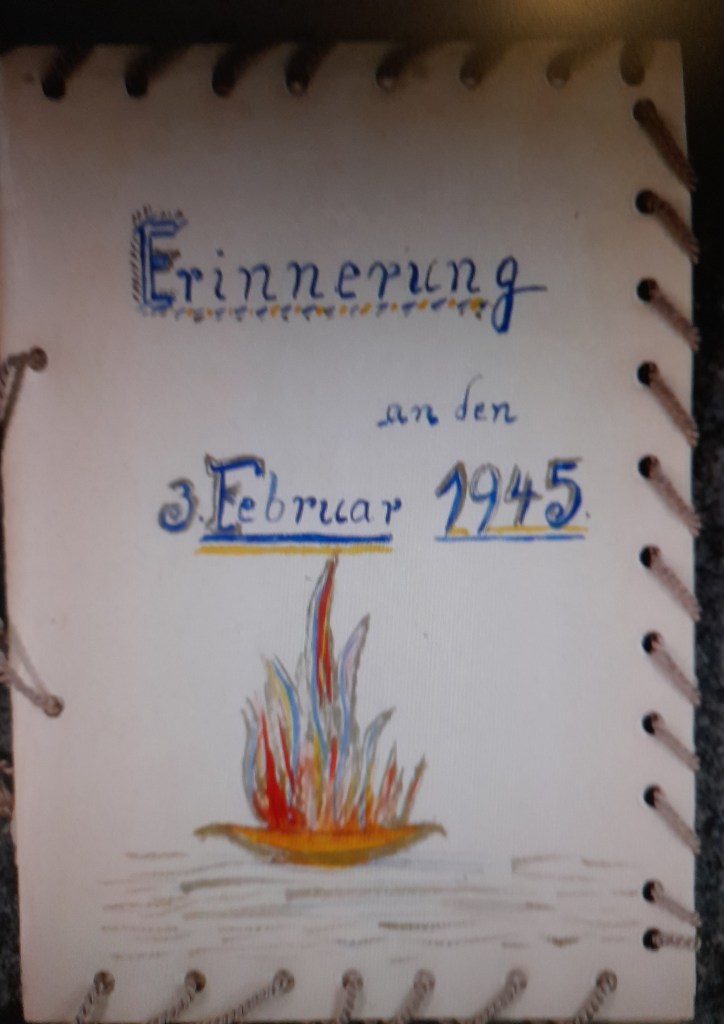 Erinnerung
an den
3. Februar 1945.